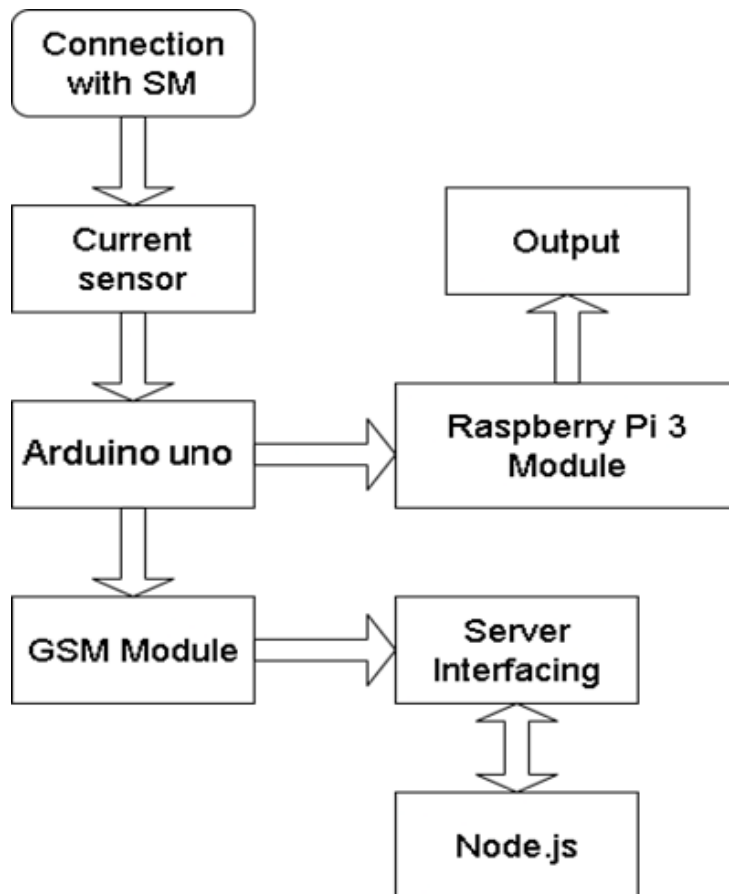 Connection
with SM
Current
sensor
Output
Arduino uno
Raspberry Pi 3
Module
GSM Module
Server
Interfacing
Node.js